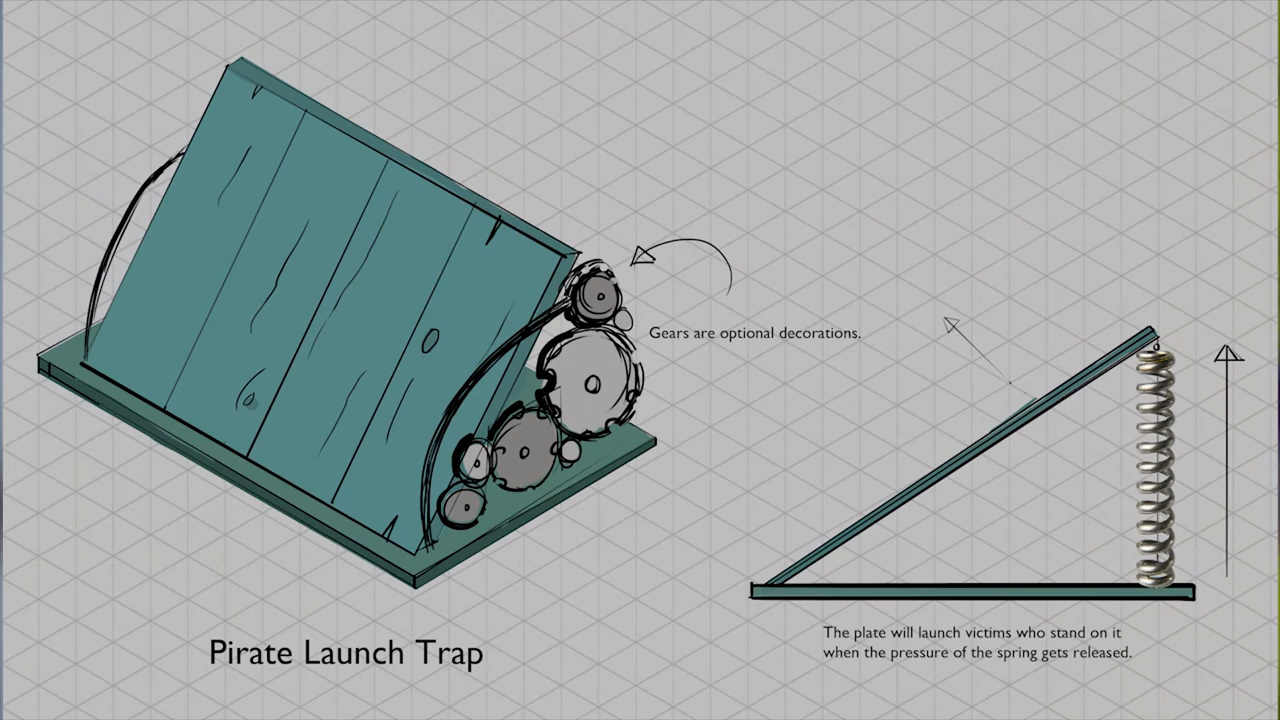 Gears are optional decorations.
The plate will launch victims who stand on it
when the pressure of the spring gets released.
Pirate Launch Trap